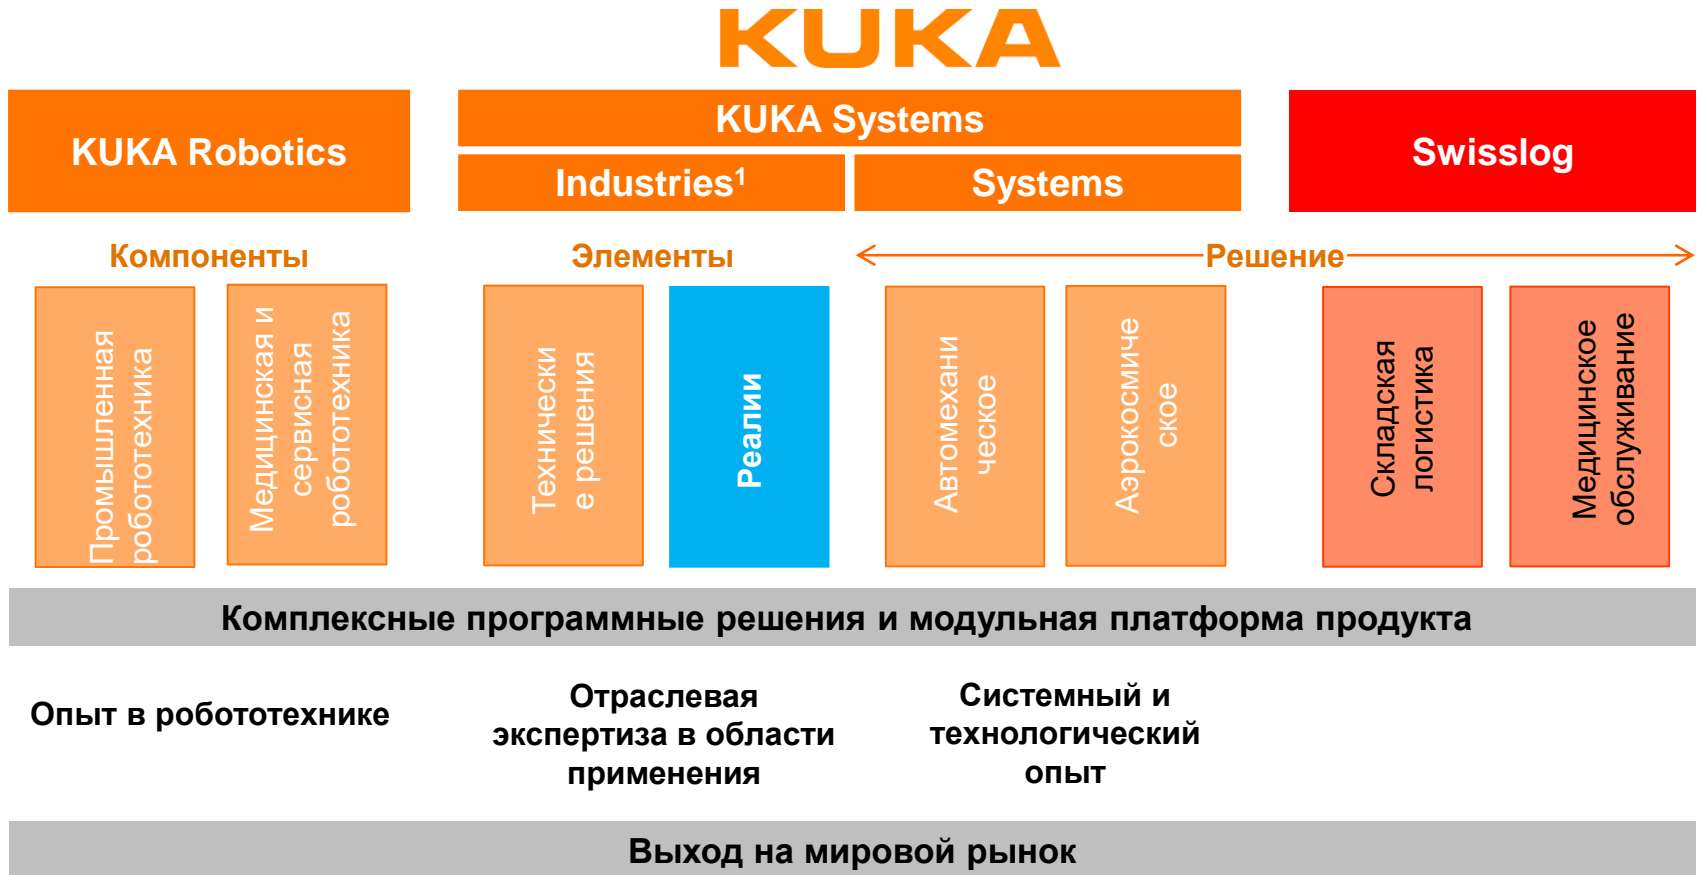 KUKA
KUKA Robotics
KUKA Systems
Industries¹
Systems
Swisslog
Компоненты
Элементы
Решение
Промышленная
робототехника
Медицинская и
сервисная
робототехника
Технически
е решения
Реалии
Автомехани
ческое
Аэрокосмиче
ское
Складская
логистика
Медицинское
обслуживание
Комплексные программные решения и модульная платформа продукта
Опыт в робототехнике
Отраслевая
экспертиза в области
применения
Системный и
технологический
опыт
Выход на мировой рынок